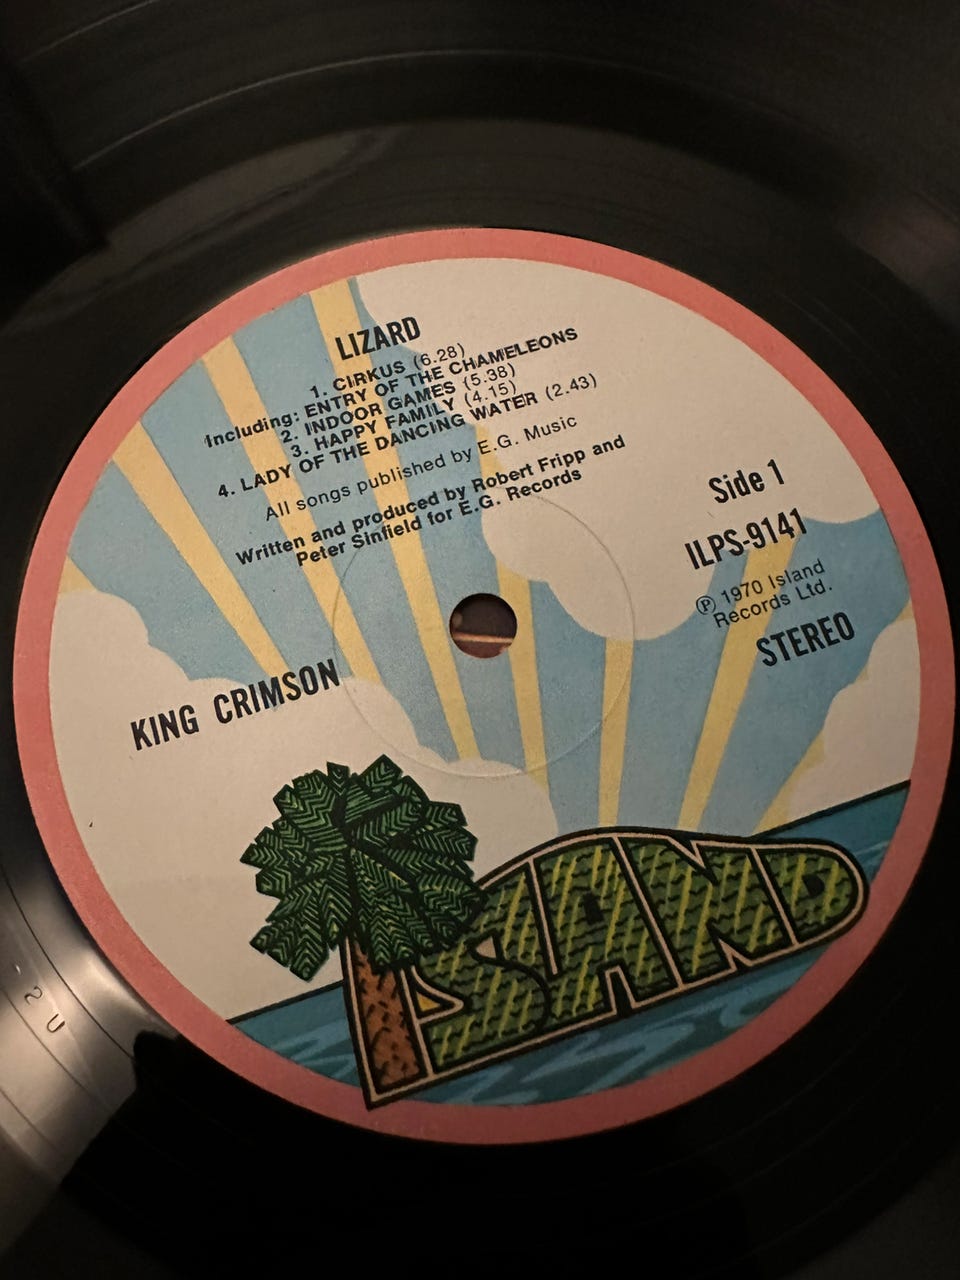 LIZARD
1. CIRKUS (6.28)
Including: ENTRY OF THE CHAMELEONS
2. INDOOR GAMES (5.38)
3. HAPPY FAMILY (4.15)
4. LADY OF THE DANCING WATER (2.43)
All songs published by E.G. Music
Written and produced by Robert Fripp and
Peter Sinfield for E.G. Records
Side 1
ILPS-9141
℗ 1970 Island
Records Ltd.
STEREO
KING CRIMSON
ISLAND
2 U